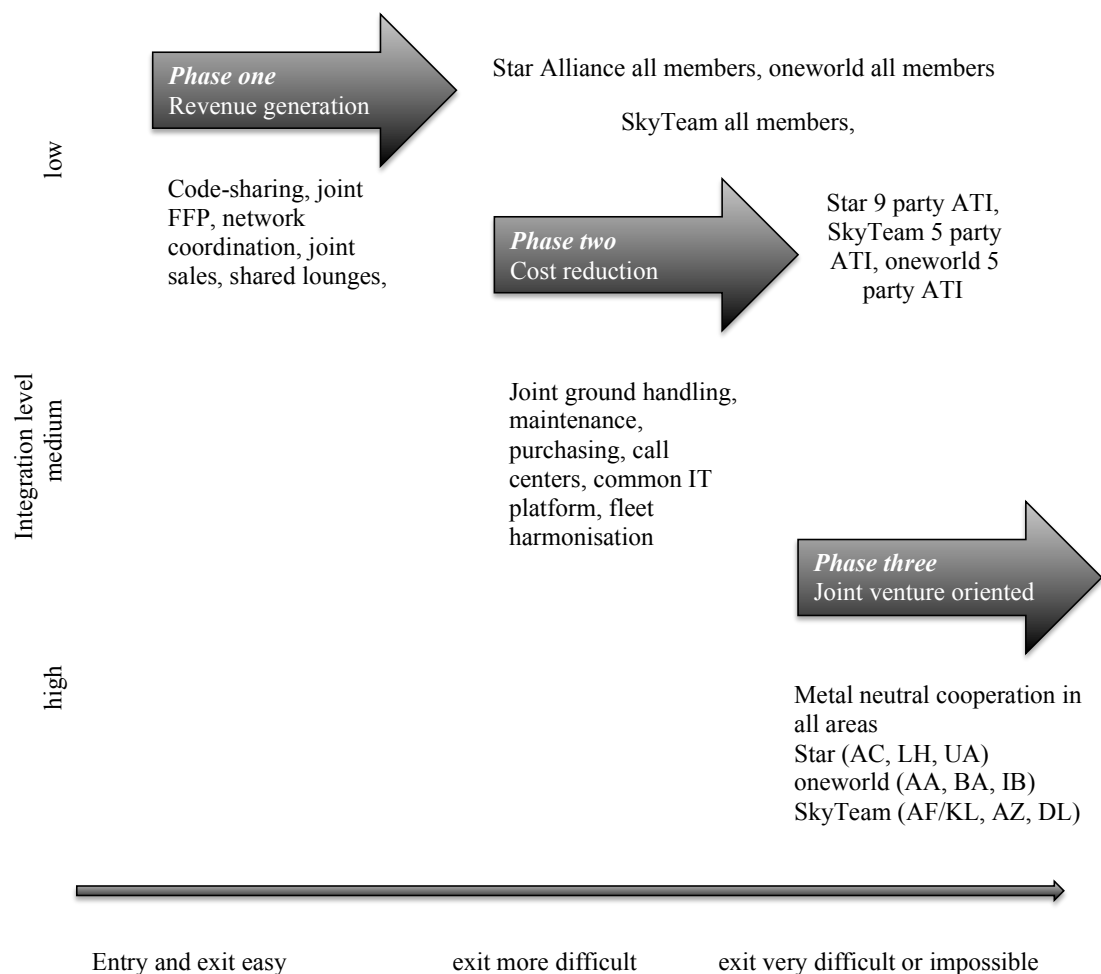 Phase one
Revenue generation
Star Alliance all members, oneworld all members
SkyTeam all members,
low
Code-sharing, joint
FFP, network
coordination, joint
sales, shared lounges,
Phase two
Cost reduction
Star 9 party ATI,
SkyTeam 5 party
ATI, oneworld 5
party ATI
Integration level
medium
Joint ground handling,
maintenance,
purchasing, call
centers, common IT
platform, fleet
harmonisation
Phase three
Joint venture oriented
high
Metal neutral cooperation in
all areas
Star (AC, LH, UA)
oneworld (AA, BA, IB)
SkyTeam (AF/KL, AZ, DL)
Entry and exit easy
exit more difficult
exit very difficult or impossible